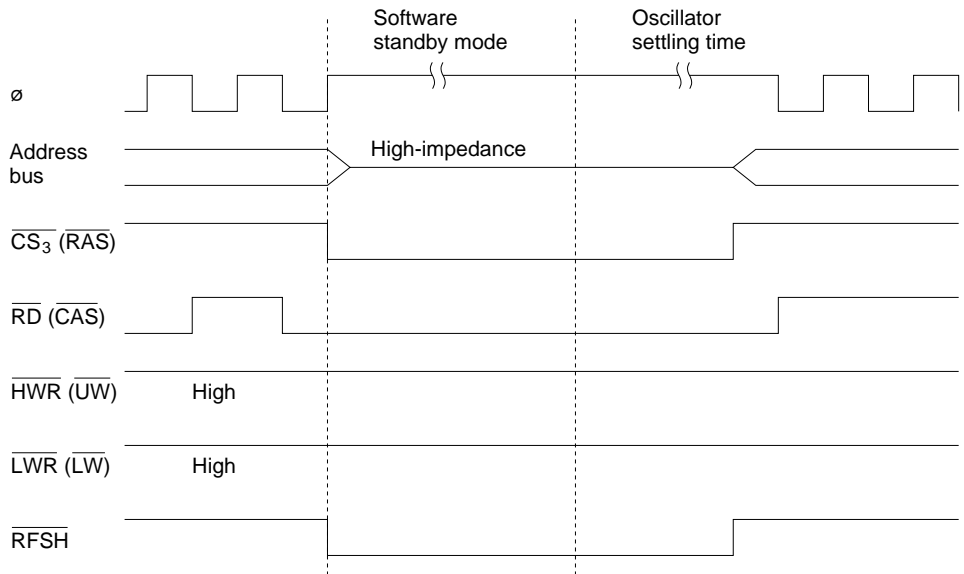 Software
standby mode
Oscillator
settling time
ø
Address
bus
High-impedance
CS₃ (RAS)
RD (CAS)
HWR (UW)
High
LWR (LW)
High
RFSH